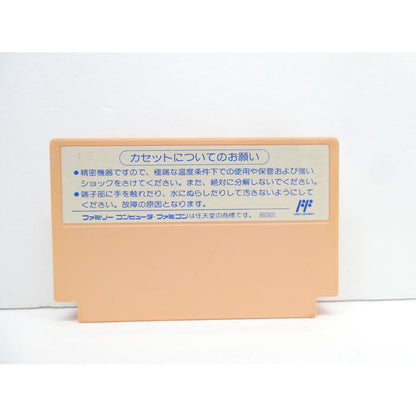 カセットについてのお願い
●精密機器ですので、極端な温度条件下での使用や保管および強い
ショックをさけてください。また、絶対に分解しないでください。
●端子部に手を触れたり、水にぬらしたりして汚さないようにして
ください。故障の原因となります。
ファミリーコンピュータ・ファミコンは任天堂の商標です。